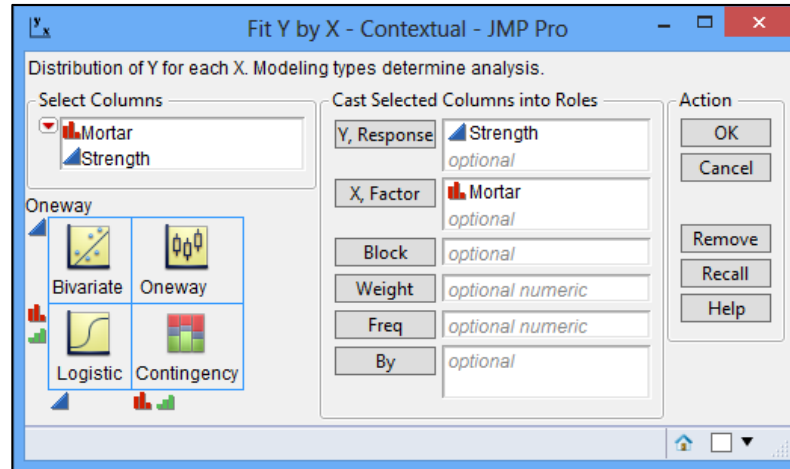 Fit Y by X - Contextual - JMP Pro
Distribution of Y for each X. Modeling types determine analysis.
Select Columns
Mortar
Strength
Oneway
Bivariate Oneway
Logistic Contingency
Cast Selected Columns into Roles
Y, Response Strength
optional
X, Factor Mortar
optional
Block optional
Weight optional numeric
Freq optional numeric
By optional
Action
OK
Cancel
Remove
Recall
Help